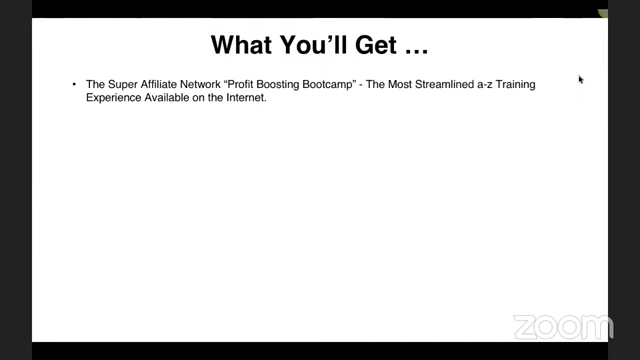 What You’ll Get …
• The Super Affiliate Network “Profit Boosting Bootcamp” - The Most Streamlined a-z Training
Experience Available on the Internet.
zoom